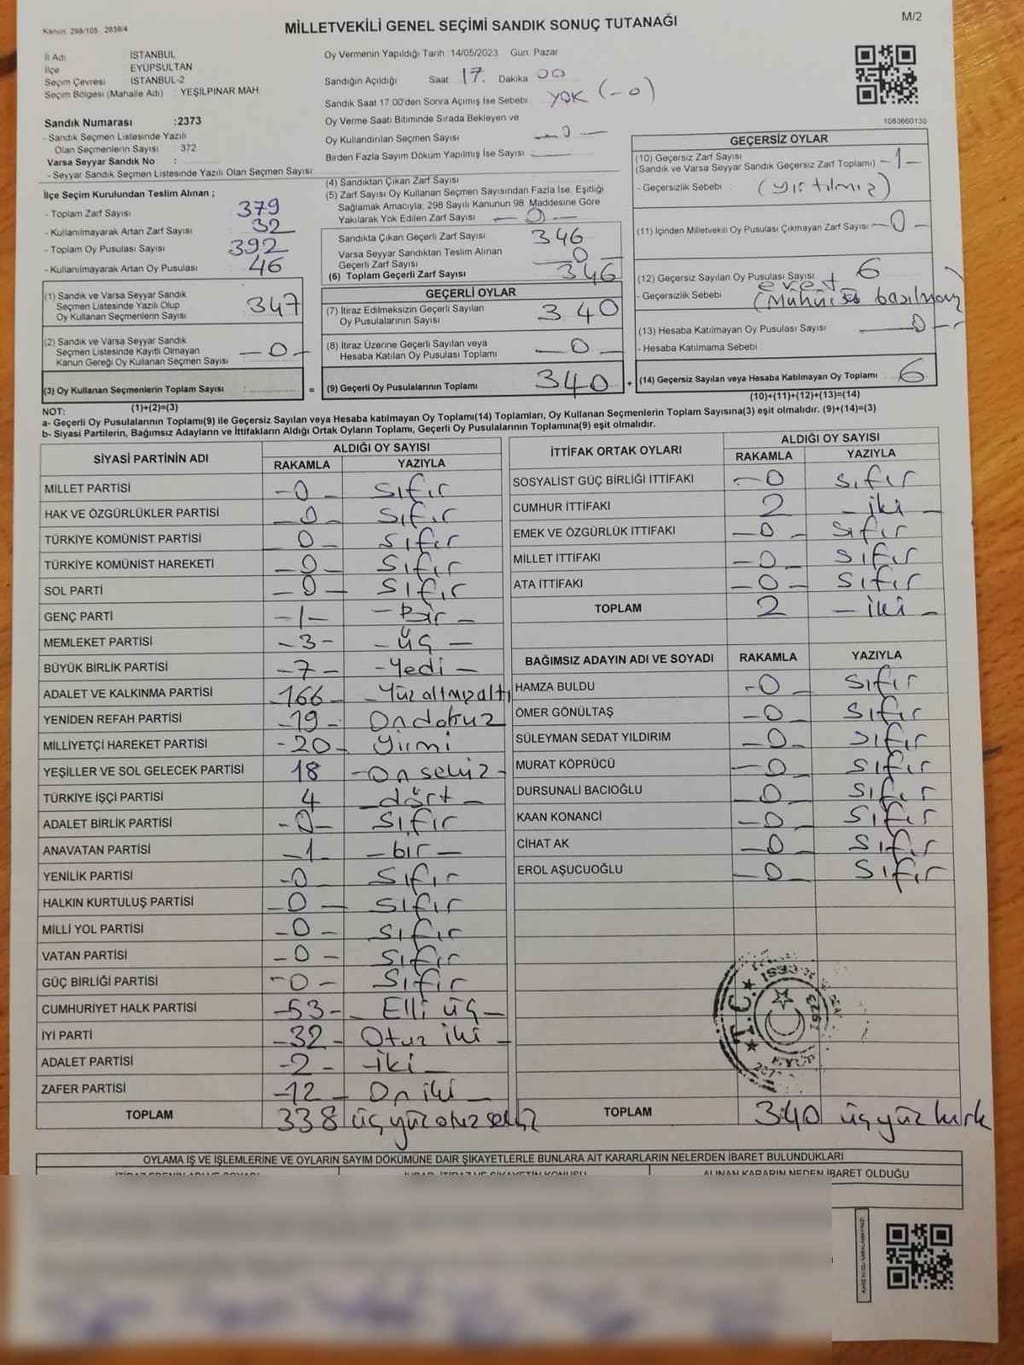 Kanun: 298/105 2839/4
MİLLETVEKİLİ GENEL SEÇİMİ SANDIK SONUÇ TUTANAĞI
M/2
İl Adı İSTANBUL
İlçe EYÜPSULTAN
Seçim Çevresi İSTANBUL-2
Seçim Bölgesi (Mahalle Adı) YEŞİLPINAR MAH
Sandık Numarası :2373
- Sandık Seçmen Listesinde Yazılı
Olan Seçmenlerin Sayısı 372
Varsa Seyyar Sandık No :
- Seyyar Sandık Seçmen Listesinde Yazılı Olan Seçmen Sayısı
Oy Vermenin Yapıldığı Tarih :14/05/2023 Gün: Pazar
Sandığın Açıldığı Saat 17. Dakika 00
Sandık Saat 17.00'den Sonra Açılmış İse Sebebi YOK (-0)
Oy Verme Saati Bitiminde Sırada Bekleyen ve
Oy Kullandırılan Seçmen Sayısı —0—
Birden Fazla Sayım Döküm Yapılmış İse Sayısı
1083660130
İlçe Seçim Kurulundan Teslim Alınan ;
- Toplam Zarf Sayısı 379
- Kullanılmayarak Artan Zarf Sayısı 32
- Toplam Oy Pusulası Sayısı 392
- Kullanılmayarak Artan Oy Pusulası 46
(1) Sandık ve Varsa Seyyar Sandık
Seçmen Listesinde Yazılı Olup
Oy Kullanan Seçmenlerin Sayısı 347
(2) Sandık ve Varsa Seyyar Sandık
Seçmen Listesinde Kayıtlı Olmayan
Kanun Gereği Oy Kullanan Seçmen Sayısı —0—
(3) Oy Kullanan Seçmenlerin Toplam Sayısı :
(1)+(2)=(3)
(4) Sandıktan Çıkan Zarf Sayısı
(5) Zarf Sayısı Oy Kullanan Seçmen Sayısından Fazla İse, Eşitliği
Sağlamak Amacıyla; 298 Sayılı Kanunun 98. Maddesine Göre
Yakılarak Yok Edilen Zarf Sayısı —0—
Sandıkta Çıkan Geçerli Zarf Sayısı 346
Varsa Seyyar Sandıktan Teslim Alınan
Geçerli Zarf Sayısı 0
(6) Toplam Geçerli Zarf Sayısı 346
GEÇERLİ OYLAR
(7) İtiraz Edilmeksizin Geçerli Sayılan
Oy Pusulalarının Sayısı 340
(8) İtiraz Üzerine Geçerli Sayılan veya
Hesaba Katılan Oy Pusulası Toplamı —0—
= (9) Geçerli Oy Pusulalarının Toplamı 340
GEÇERSİZ OYLAR
(10) Geçersiz Zarf Sayısı
(Sandık ve Varsa Seyyar Sandık Geçersiz Zarf Toplamı) —1—
- Geçersizlik Sebebi (yırtılmız)
(11) İçinden Milletvekili Oy Pusulası Çıkmayan Zarf Sayısı —0—
(12) Geçersiz Sayılan Oy Pusulası Sayısı 6
- Geçersizlik Sebebi evet
(13) Hesaba Katılmayan Oy Pusulası Sayısı —0—
- Hesaba Katılmama Sebebi
+ (14) Geçersiz Sayılan veya Hesaba Katılmayan Oy Toplamı 6
(10)+(11)+(12)+(13)=(14)
NOT:
a- Geçerli Oy Pusulalarının Toplamı(9) ile Geçersiz Sayılan veya Hesaba katılmayan Oy Toplamı(14) Toplamları, Oy Kullanan Seçmenlerin Toplam Sayısına(3) eşit olmalıdır. (9)+(14)=(3)
b- Siyasi Partilerin, Bağımsız Adayların ve İttifakların Aldığı Ortak Oyların Toplamı, Geçerli Oy Pusulalarının Toplamına(9) eşit olmalıdır.
SİYASİ PARTİNİN ADI ALDIĞI OY SAYISI
RAKAMLA YAZIYLA
MİLLET PARTİSİ -0- sıfır
HAK VE ÖZGÜRLÜKLER PARTİSİ -0- sıfır
TÜRKİYE KOMÜNİST PARTİSİ 0- sıfır
TÜRKİYE KOMÜNİST HAREKETİ -0- sıfır
SOL PARTİ -0- sıfır
GENÇ PARTİ -1- -Bir-
MEMLEKET PARTİSİ -3- -üç-
BÜYÜK BİRLİK PARTİSİ -7- -Yedi-
ADALET VE KALKINMA PARTİSİ -166- -Yüzaltmışaltı
YENİDEN REFAH PARTİSİ -19- Ondokuz
MİLLİYETÇİ HAREKET PARTİSİ -20- Yirmi
YEŞİLLER VE SOL GELECEK PARTİSİ 18 -Onsekiz-
TÜRKİYE İŞÇİ PARTİSİ 4 -dört-
ADALET BİRLİK PARTİSİ -0- sıfır
ANAVATAN PARTİSİ -1 -bir-
YENİLİK PARTİSİ -0 sıfır
HALKIN KURTULUŞ PARTİSİ -0- sıfır
MİLLİ YOL PARTİSİ -0- sıfır
VATAN PARTİSİ -0- sıfır
GÜÇ BİRLİĞİ PARTİSİ -0- sıfır
CUMHURİYET HALK PARTİSİ -53- - Elli üç-
İYİ PARTİ -32- Otuz iki-
ADALET PARTİSİ -2- -iki-
ZAFER PARTİSİ -12- On iki-
TOPLAM 338 üçyüzotuzsekiz
İTTİFAK ORTAK OYLARI ALDIĞI OY SAYISI
RAKAMLA YAZIYLA
SOSYALİST GÜÇ BİRLİĞİ İTTİFAKI -0 sıfır
CUMHUR İTTİFAKI 2 -iki-
EMEK VE ÖZGÜRLÜK İTTİFAKI -0- sıfır
MİLLET İTTİFAKI -0- sıfır
ATA İTTİFAKI -0- sıfır
TOPLAM 2 -iki-
BAĞIMSIZ ADAYIN ADI VE SOYADI RAKAMLA YAZIYLA
HAMZA BULDU -0- sıfır
ÖMER GÖNÜLTAŞ -0- sıfır
SÜLEYMAN SEDAT YILDIRIM -0- sıfır
MURAT KÖPRÜCÜ -0- sıfır
DURSUNALİ BACIOĞLU -0- sıfır
KAAN KONANCİ -0- sıfır
CİHAT AK -0- sıfır
EROL AŞUCUOĞLU -0- sıfır
T.C.
EYÜP
TOPLAM 340 üçyüzkırk
OYLAMA İŞ VE İŞLEMLERİNE VE OYLARIN SAYIM DÖKÜMÜNE DAİR ŞİKAYETLERLE BUNLARA AİT KARARLARIN NELERDEN İBARET BULUNDUKLARI
İTİRAZ EDENİN ADI VE SOYADI İTİRAZ VE ŞİKAYETİN KONUSU ALINAN KARARIN NEDEN İBARET OLDUĞU